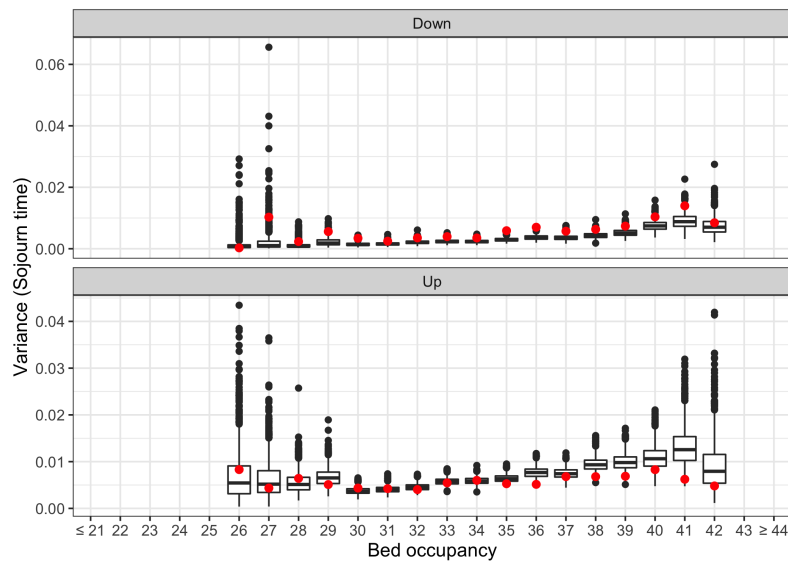 Down
0.06
0.04
0.02
0.00
Up
0.04
0.03
0.02
0.01
0.00
Variance (Sojourn time)
≤ 21 22 23 24 25 26 27 28 29 30 31 32 33 34 35 36 37 38 39 40 41 42 43 ≥ 44
Bed occupancy